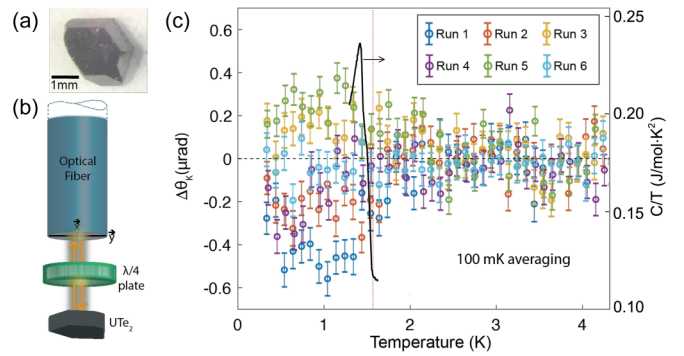 (a)
1mm
(b)
Optical
Fiber
x
y
λ/4
plate
UTe₂
(c)
Run 1 Run 2 Run 3
Run 4 Run 5 Run 6
100 mK averaging
Δθ_K(μrad)
0.6
0.4
0.2
0
-0.2
-0.4
-0.6
0 1 2 3 4
Temperature (K)
0.25
0.20
0.15
0.10
C/T (J/mol·K²)